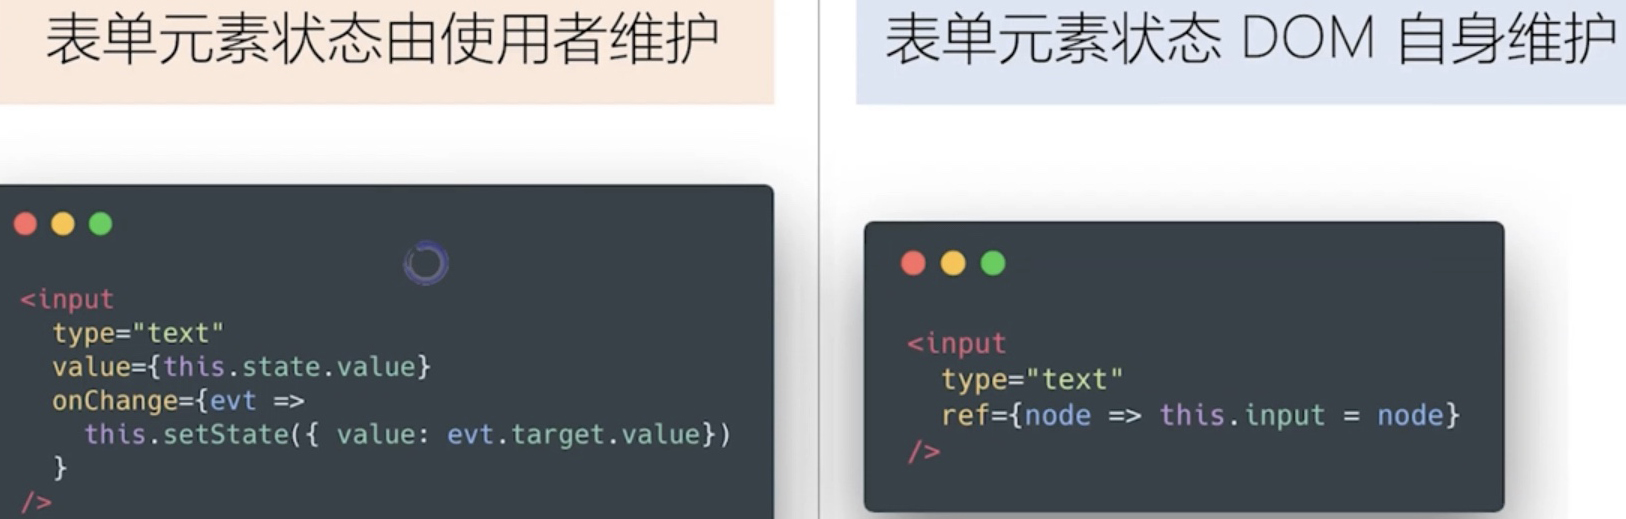 表单元素状态由使用者维护
<input
type="text"
value={this.state.value}
onChange={evt =>
this.setState({ value: evt.target.value})
}
/>
表单元素状态 DOM 自身维护
<input
type="text"
ref={node => this.input = node}
/>